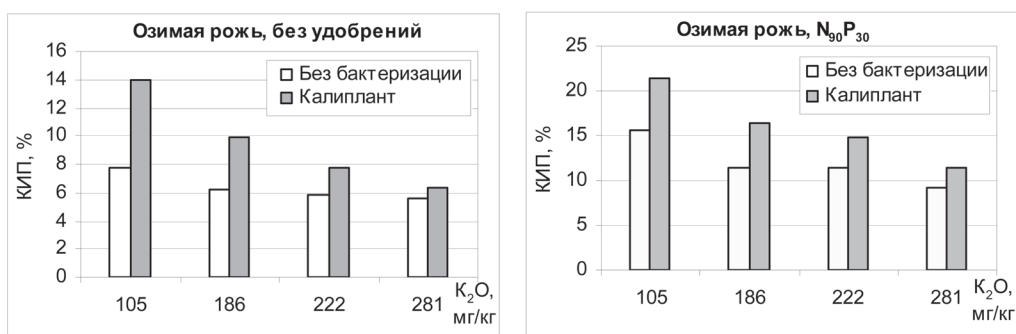 Озимая рожь, без удобрений
16
14
12
10
8
6
4
2
0
КИП, %
Без бактеризации
Калиплант
105 186 222 281
K₂O,
мг/кг
Озимая рожь, N₉₀P₃₀
25
20
15
10
5
0
КИП, %
Без бактеризации
Калиплант
105 186 222 281
K₂O,
мг/кг